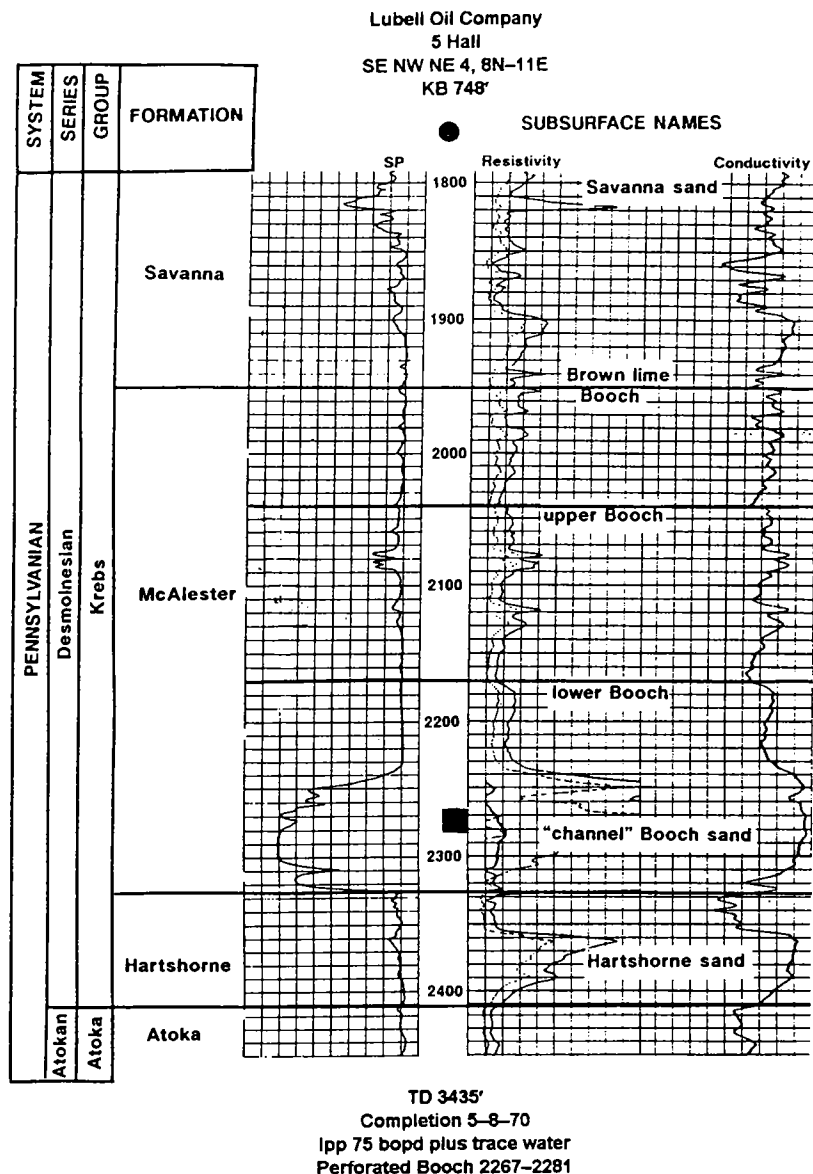 Lubell Oil Company
5 Hall
SE NW NE 4, 8N–11E
KB 748'
SYSTEM
SERIES
GROUP
FORMATION
SUBSURFACE NAMES
SP
Resistivity
Conductivity
1800
Savanna sand
Savanna
1900
Brown lime
Booch
2000
upper Booch
PENNSYLVANIAN
Desmoinesian
Krebs
McAlester
2100
lower Booch
2200
"channel" Booch sand
2300
Hartshorne
Hartshorne sand
2400
Atokan
Atoka
Atoka
TD 3435'
Completion 5–8–70
Ipp 75 bopd plus trace water
Perforated Booch 2267–2281